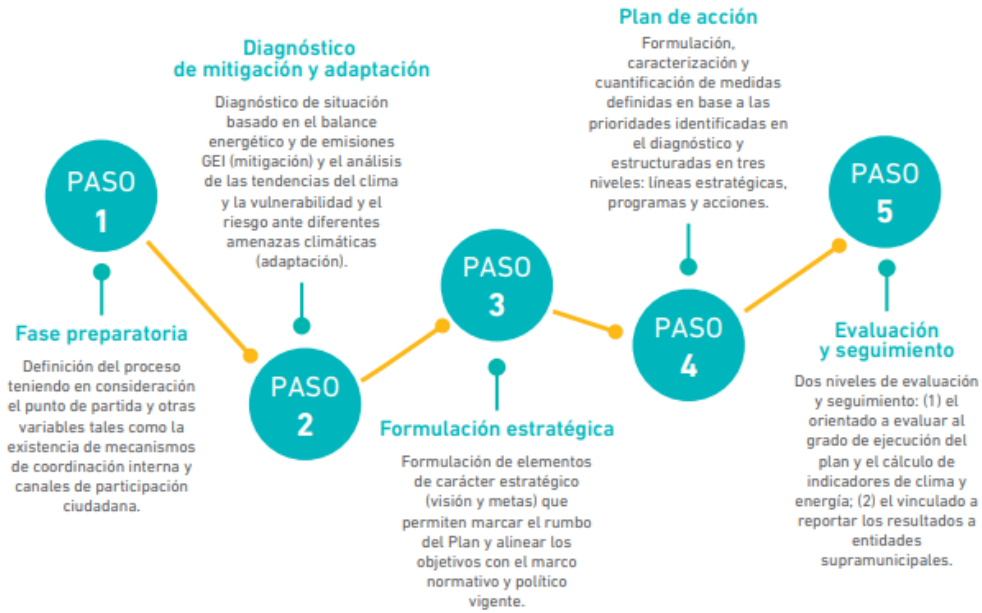 PASO
1
Fase preparatoria
Definición del proceso
teniendo en consideración
el punto de partida y otras
variables tales como la
existencia de mecanismos
de coordinación interna y
canales de participación
ciudadana.
Diagnóstico
de mitigación y adaptación
Diagnóstico de situación
basado en el balance
energético y de emisiones
GEI (mitigación) y el análisis
de las tendencias del clima
y la vulnerabilidad y el
riesgo ante diferentes
amenazas climáticas
(adaptación).
PASO
2
PASO
3
Formulación estratégica
Formulación de elementos
de carácter estratégico
(visión y metas) que
permiten marcar el rumbo
del Plan y alinear los
objetivos con el marco
normativo y político
vigente.
Plan de acción
Formulación,
caracterización y
cuantificación de medidas
definidas en base a las
prioridades identificadas en
el diagnóstico y
estructuradas en tres
niveles: líneas estratégicas,
programas y acciones.
PASO
4
PASO
5
Evaluación
y seguimiento
Dos niveles de evaluación
y seguimiento: (1) el
orientado a evaluar al
grado de ejecución del
plan y el cálculo de
indicadores de clima y
energía; (2) el vinculado a
reportar los resultados a
entidades
supramunicipales.